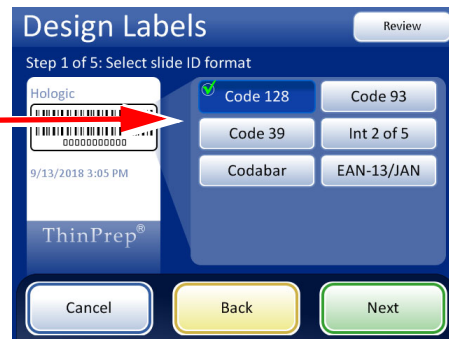 Design Labels
Review
Step 1 of 5: Select slide ID format
Hologic
00000000000
9/13/2018 3:05 PM
ThinPrep®
Code 128
Code 93
Code 39
Int 2 of 5
Codabar
EAN-13/JAN
Cancel
Back
Next